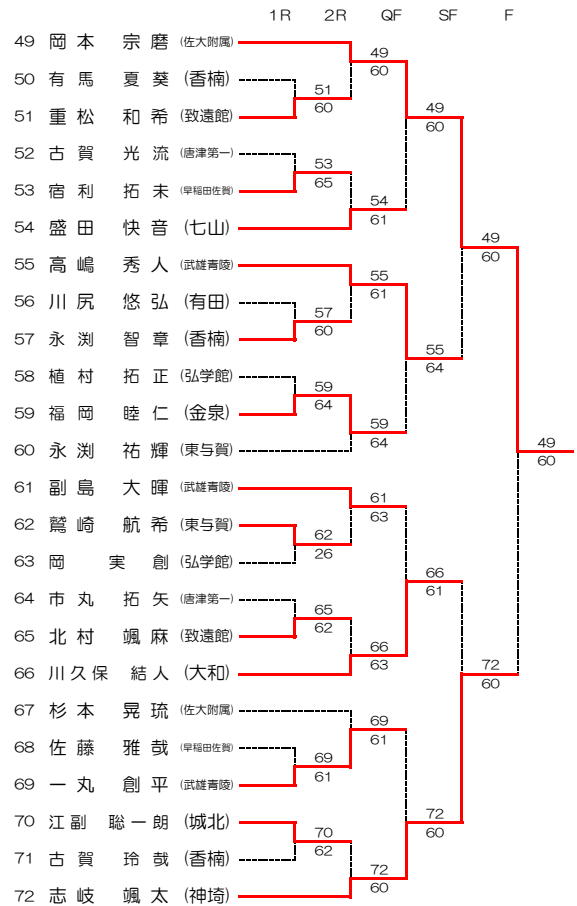 1R 2R QF SF F
49 岡本 宗磨 (佐大附属)
50 有馬 夏葵 (香楠)
51 重松 和希 (致遠館)
52 古賀 光流 (唐津第一)
53 宿利 拓未 (早稲田佐賀)
54 盛田 快音 (七山)
55 高嶋 秀人 (武雄青陵)
56 川尻 悠弘 (有田)
57 永渕 智章 (香楠)
58 植村 拓正 (弘学館)
59 福岡 睦仁 (金泉)
60 永渕 祐輝 (東与賀)
61 副島 大暉 (武雄青陵)
62 鷲崎 航希 (東与賀)
63 岡 実創 (弘学館)
64 市丸 拓矢 (唐津第一)
65 北村 颯麻 (致遠館)
66 川久保 結人 (大和)
67 杉本 晃琉 (佐大附属)
68 佐藤 雅哉 (早稲田佐賀)
69 一丸 創平 (武雄青陵)
70 江副 聡一朗 (城北)
71 古賀 玲哉 (香楠)
72 志岐 颯太 (神埼)
51
60
53
65
57
60
59
64
62
26
65
62
69
61
70
62
49
60
54
61
55
61
59
64
61
63
66
63
69
61
72
60
49
60
55
64
66
61
72
60
49
60
72
60
49
60